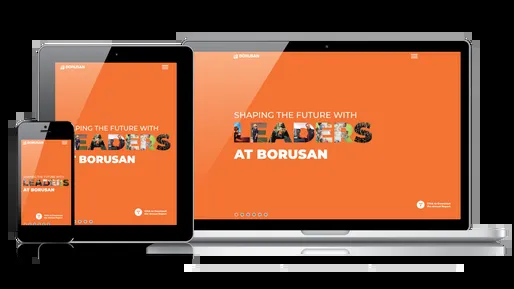 BORUSAN
SHAPING THE FUTURE WITH
LEADERS
AT BORUSAN
BORUSAN
SHAPING THE FUTURE WITH
LEADERS
AT BORUSAN
BORUSAN
SHAPING THE FUTURE WITH
LEADERS
AT BORUSAN